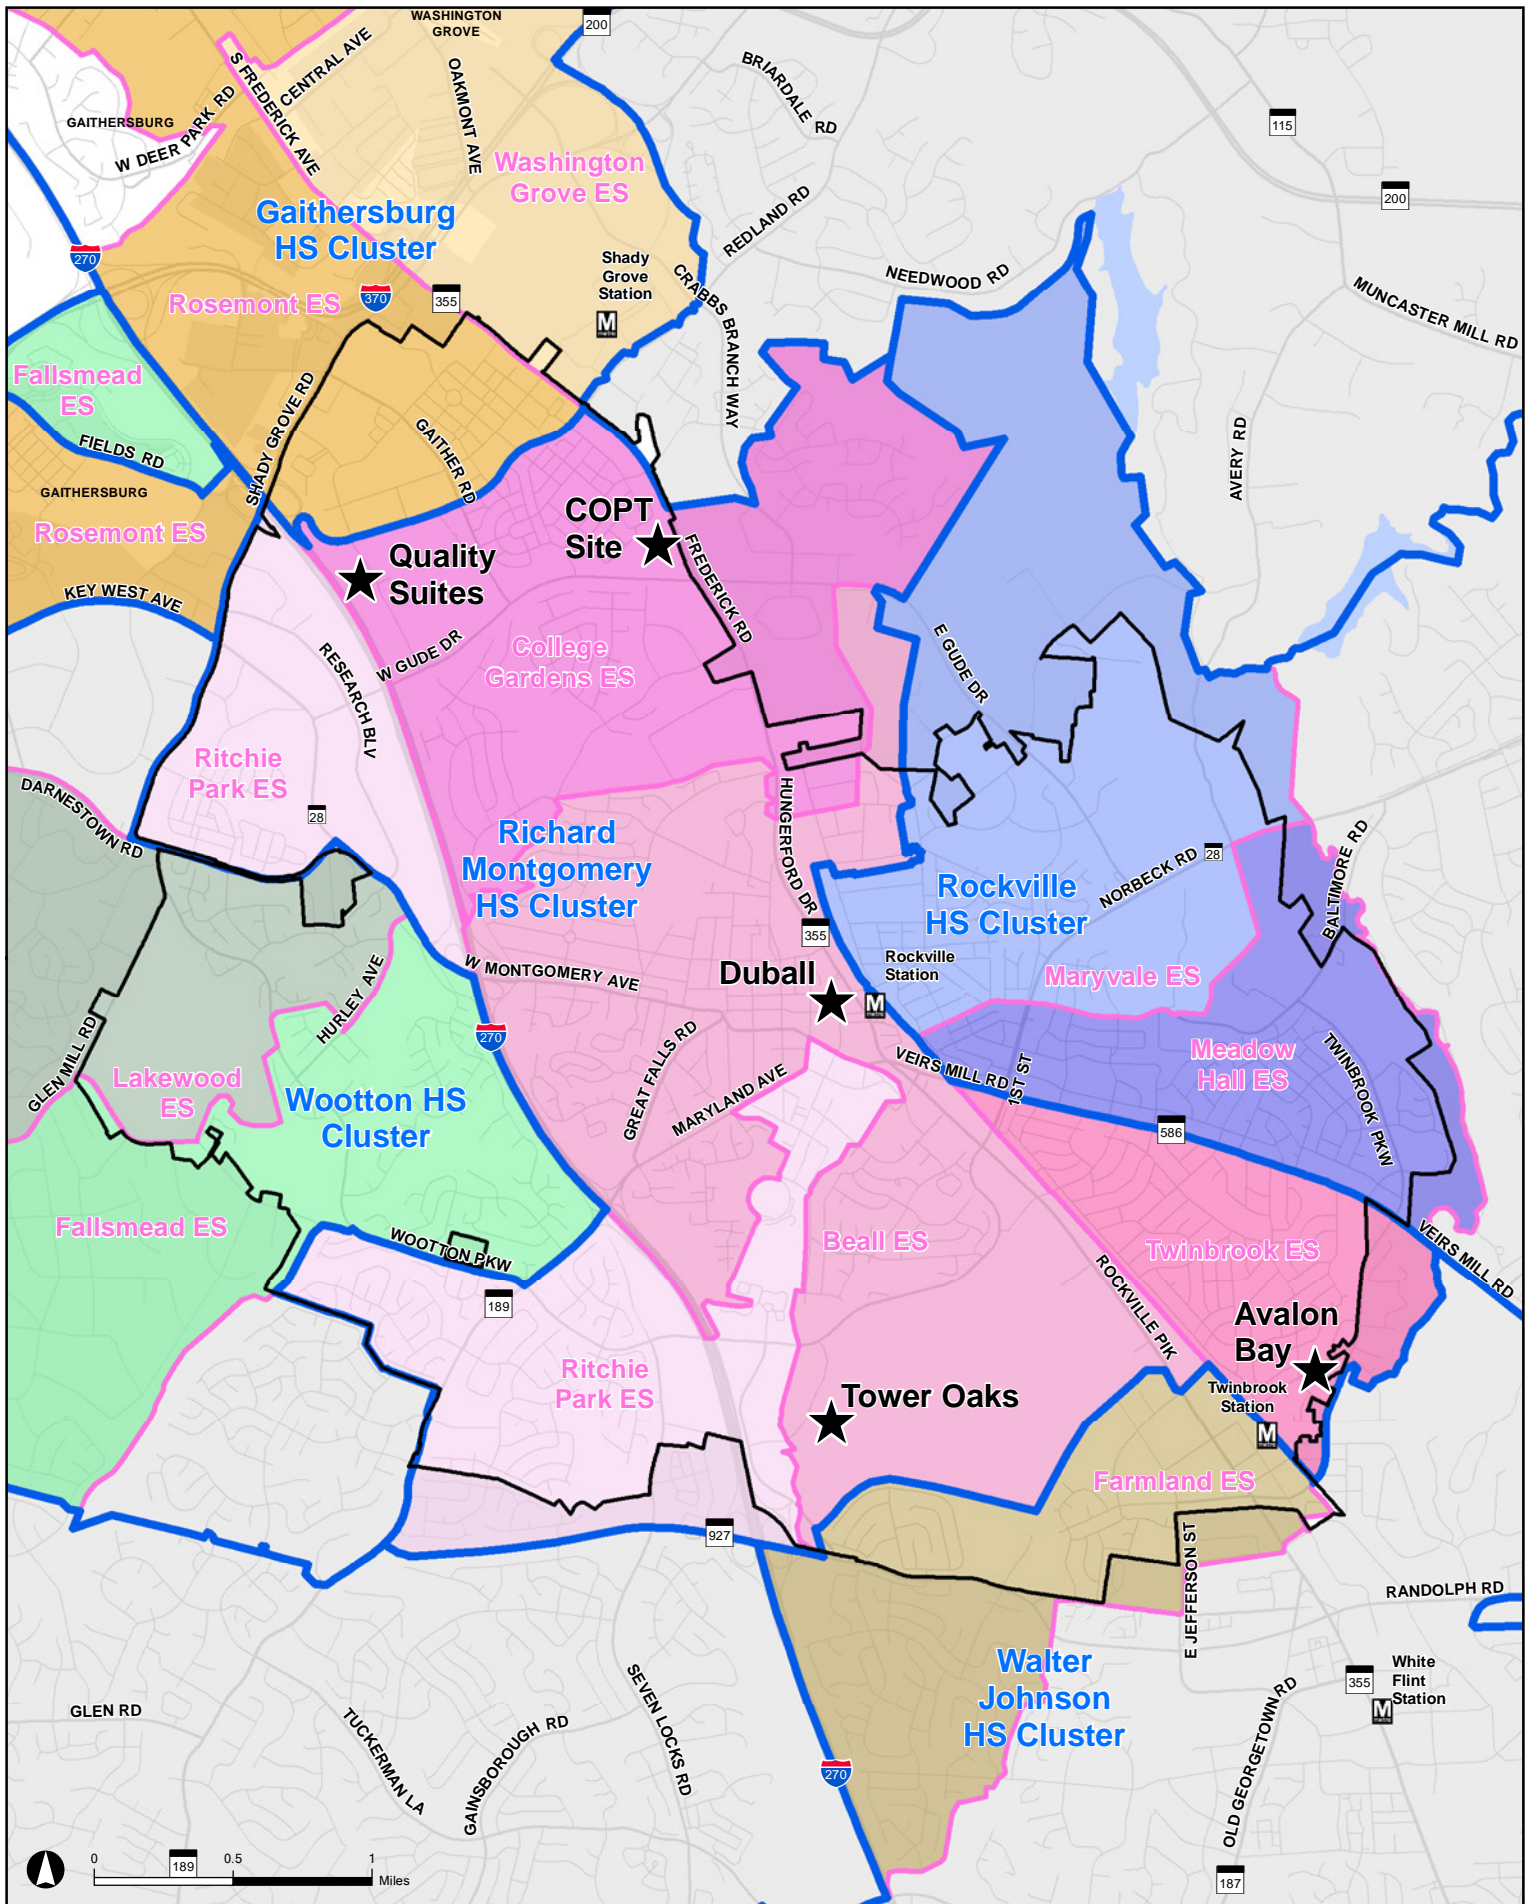 WASHINGTON
GROVE
200
S FREDERICK AVE
CENTRAL AVE
OAKMONT AVE
BRIARDALE RD
115
GAITHERSBURG
W DEER PARK RD
Washington
Grove ES
200
Gaithersburg
HS Cluster
REDLAND RD
270
Shady
Grove
Station
CRABBS BRANCH WAY
NEEDWOOD RD
MUNCASTER MILL RD
Rosemont ES
370
355
M
metro
Fallsmead
ES
SHADY GROVE RD
GAITHER RD
FIELDS RD
AVERY RD
GAITHERSBURG
Rosemont ES
COPT
Site
Quality
Suites
FREDERICK RD
KEY WEST AVE
W GUDE DR
College
Gardens ES
E GUDE DR
RESEARCH BLV
Ritchie
Park ES
DARNESTOWN RD
28
HUNGERFORD DR
Richard
Montgomery
HS Cluster
Rockville
HS Cluster
NORBECK RD
28
BALTIMORE RD
355
Rockville
Station
W MONTGOMERY AVE
Duball
Maryvale ES
M
metro
HURLEY AVE
270
GREAT FALLS RD
GLEN MILL RD
Lakewood
ES
Wootton HS
Cluster
MARYLAND AVE
VEIRS MILL RD
1ST ST
Meadow
Hall ES
TWINBROOK PKW
586
Fallsmead ES
WOOTTON PKW
Beall ES
Twinbrook ES
VEIRS MILL RD
ROCKVILLE PIK
189
Avalon
Bay
Ritchie
Park ES
Tower Oaks
Twinbrook
Station
M
metro
Farmland ES
927
E JEFFERSON ST
RANDOLPH RD
Walter
Johnson
HS Cluster
White
Flint
Station
355
M
metro
GLEN RD
TUCKERMAN LA
GAINSBOROUGH RD
SEVEN LOCKS RD
OLD GEORGETOWN RD
270
187
0
189
0.5
1
Miles